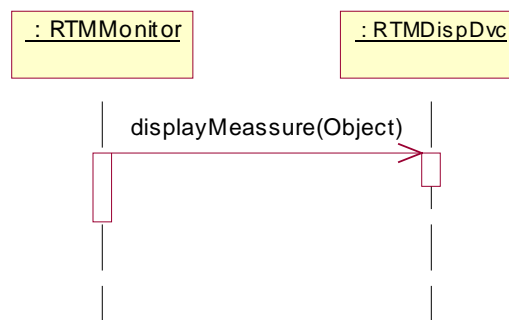 : RTMMonitor
: RTMDispDvc
displayMeassure(Object)